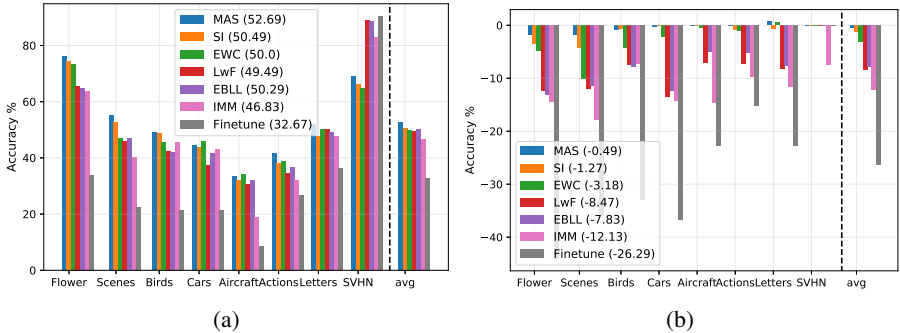 Accuracy %
80
60
40
20
0
MAS (52.69)
SI (50.49)
EWC (50.0)
LwF (49.49)
EBLL (50.29)
IMM (46.83)
Finetune (32.67)
Flower Scenes Birds Cars Aircraft Actions Letters SVHN avg
(a)
Accuracy %
0
−10
−20
−30
−40
MAS (-0.49)
SI (-1.27)
EWC (-3.18)
LwF (-8.47)
EBLL (-7.83)
IMM (-12.13)
Finetune (-26.29)
Flower Scenes Birds Cars Aircraft Actions Letters SVHN avg
(b)